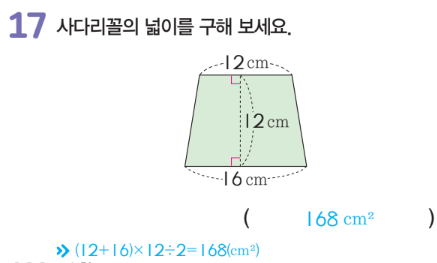 17 사다리꼴의 넓이를 구해 보세요.
12 cm
12 cm
16 cm
( 168 cm² )
» (12+16)×12÷2=168(cm²)